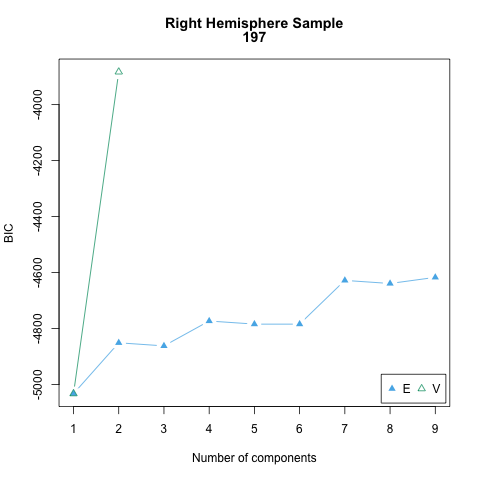 Right Hemisphere Sample
197
BIC
-4000
-4200
-4400
-4600
-4800
-5000
1 2 3 4 5 6 7 8 9
Number of components
E V